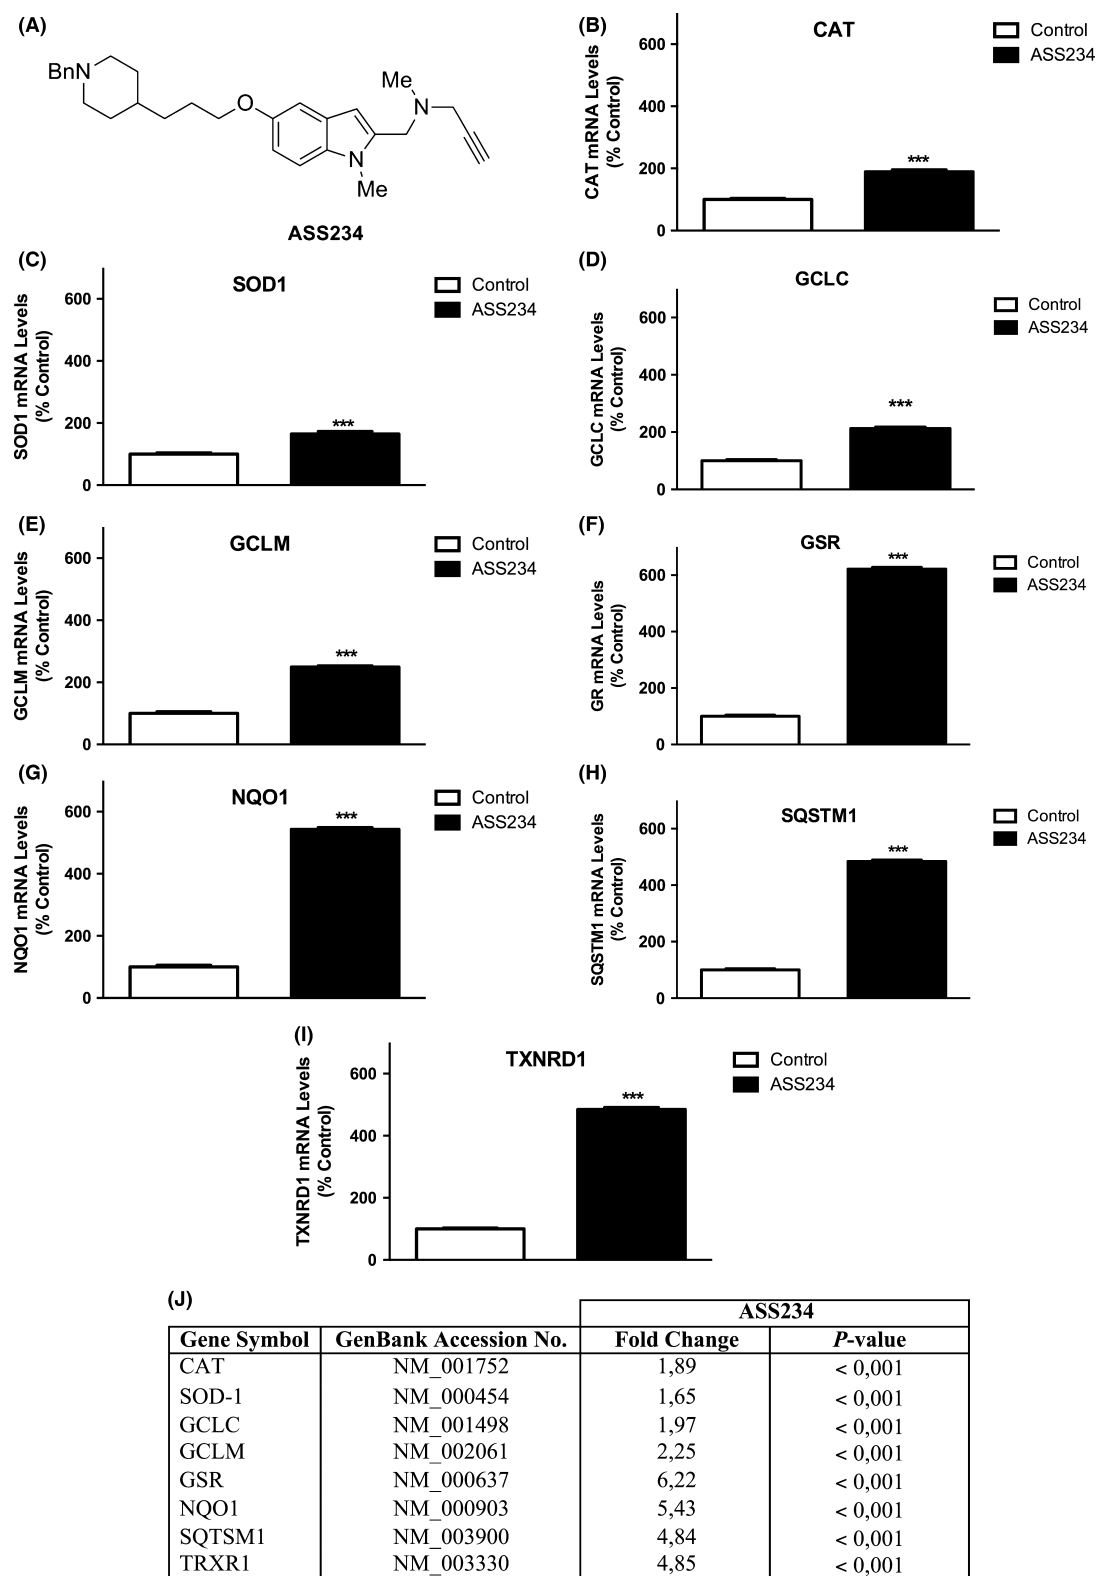 (A)
BnN
O
Me
N
N
Me
ASS234
(B)
CAT
Control
ASS234
CAT mRNA Levels
(% Control)
600
400
200
0
***
(C)
SOD1
Control
ASS234
SOD1 mRNA Levels
(% Control)
600
400
200
0
***
(D)
GCLC
Control
ASS234
GCLC mRNA Levels
(% Control)
600
400
200
0
***
(E)
GCLM
Control
ASS234
GCLM mRNA Levels
(% Control)
600
400
200
0
***
(F)
GSR
Control
ASS234
GR mRNA Levels
(% Control)
600
400
200
0
***
(G)
NQO1
Control
ASS234
NQO1 mRNA Levels
(% Control)
600
400
200
0
***
(H)
SQSTM1
Control
ASS234
SQSTM1 mRNA Levels
(% Control)
600
400
200
0
***
(I)
TXNRD1
Control
ASS234
TXNRD1 mRNA Levels
(% Control)
600
400
200
0
***
(J)
ASS234
Gene Symbol GenBank Accession No. Fold Change P-value
CAT NM_001752 1,89 < 0,001
SOD-1 NM_000454 1,65 < 0,001
GCLC NM_001498 1,97 < 0,001
GCLM NM_002061 2,25 < 0,001
GSR NM_000637 6,22 < 0,001
NQO1 NM_000903 5,43 < 0,001
SQTSM1 NM_003900 4,84 < 0,001
TRXR1 NM_003330 4,85 < 0,001